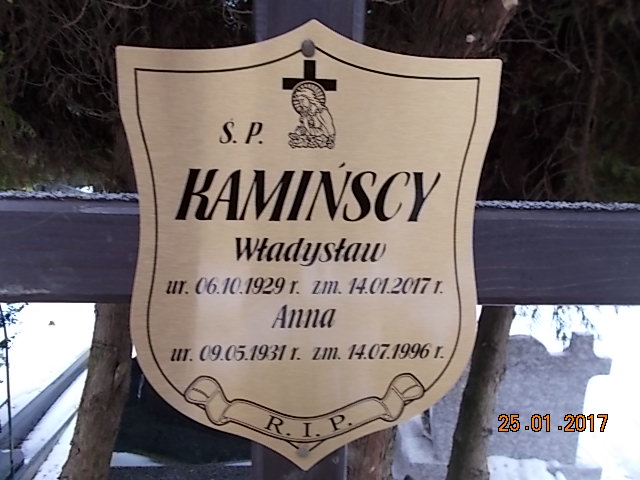 Ś. P.
KAMIŃSCY
Władysław
ur. 06.10.1929 r. zm. 14.01.2017 r.
Anna
ur. 09.05.1931 r. zm. 14.07.1996 r.
R. I. P.
25.01.2017